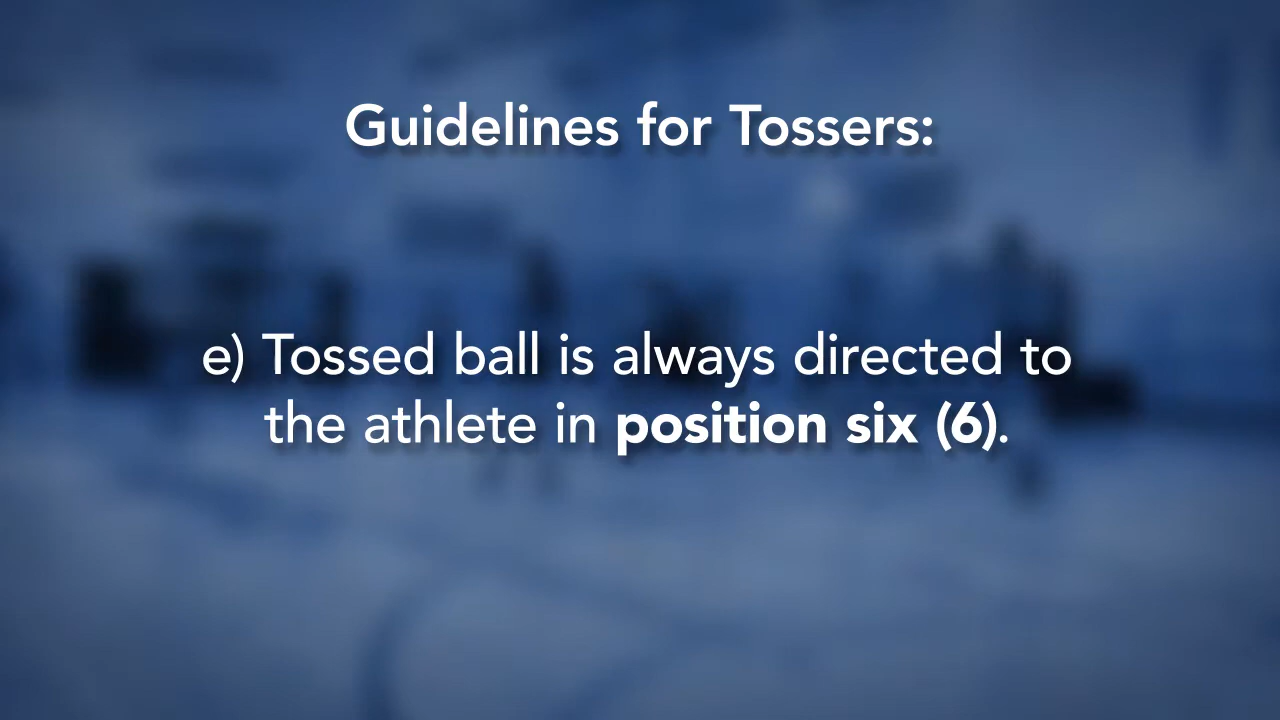 Guidelines for Tossers:
e) Tossed ball is always directed to
the athlete in position six (6).